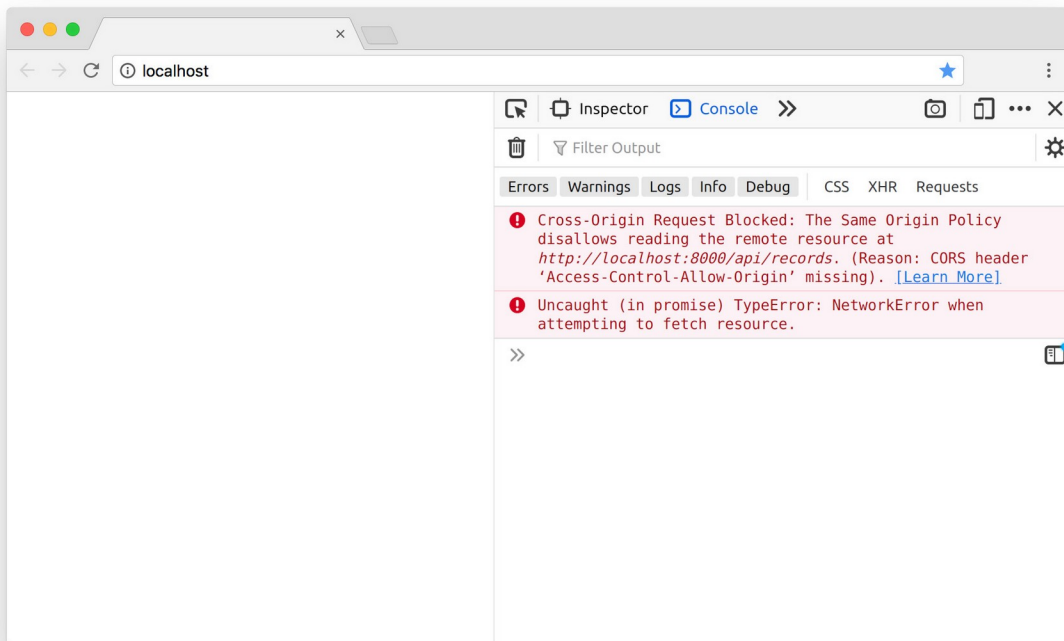 localhost
Inspector
Console
Filter Output
Errors Warnings Logs Info Debug CSS XHR Requests
Cross-Origin Request Blocked: The Same Origin Policy
disallows reading the remote resource at
http://localhost:8000/api/records. (Reason: CORS header
‘Access-Control-Allow-Origin’ missing). [Learn More]
Uncaught (in promise) TypeError: NetworkError when
attempting to fetch resource.